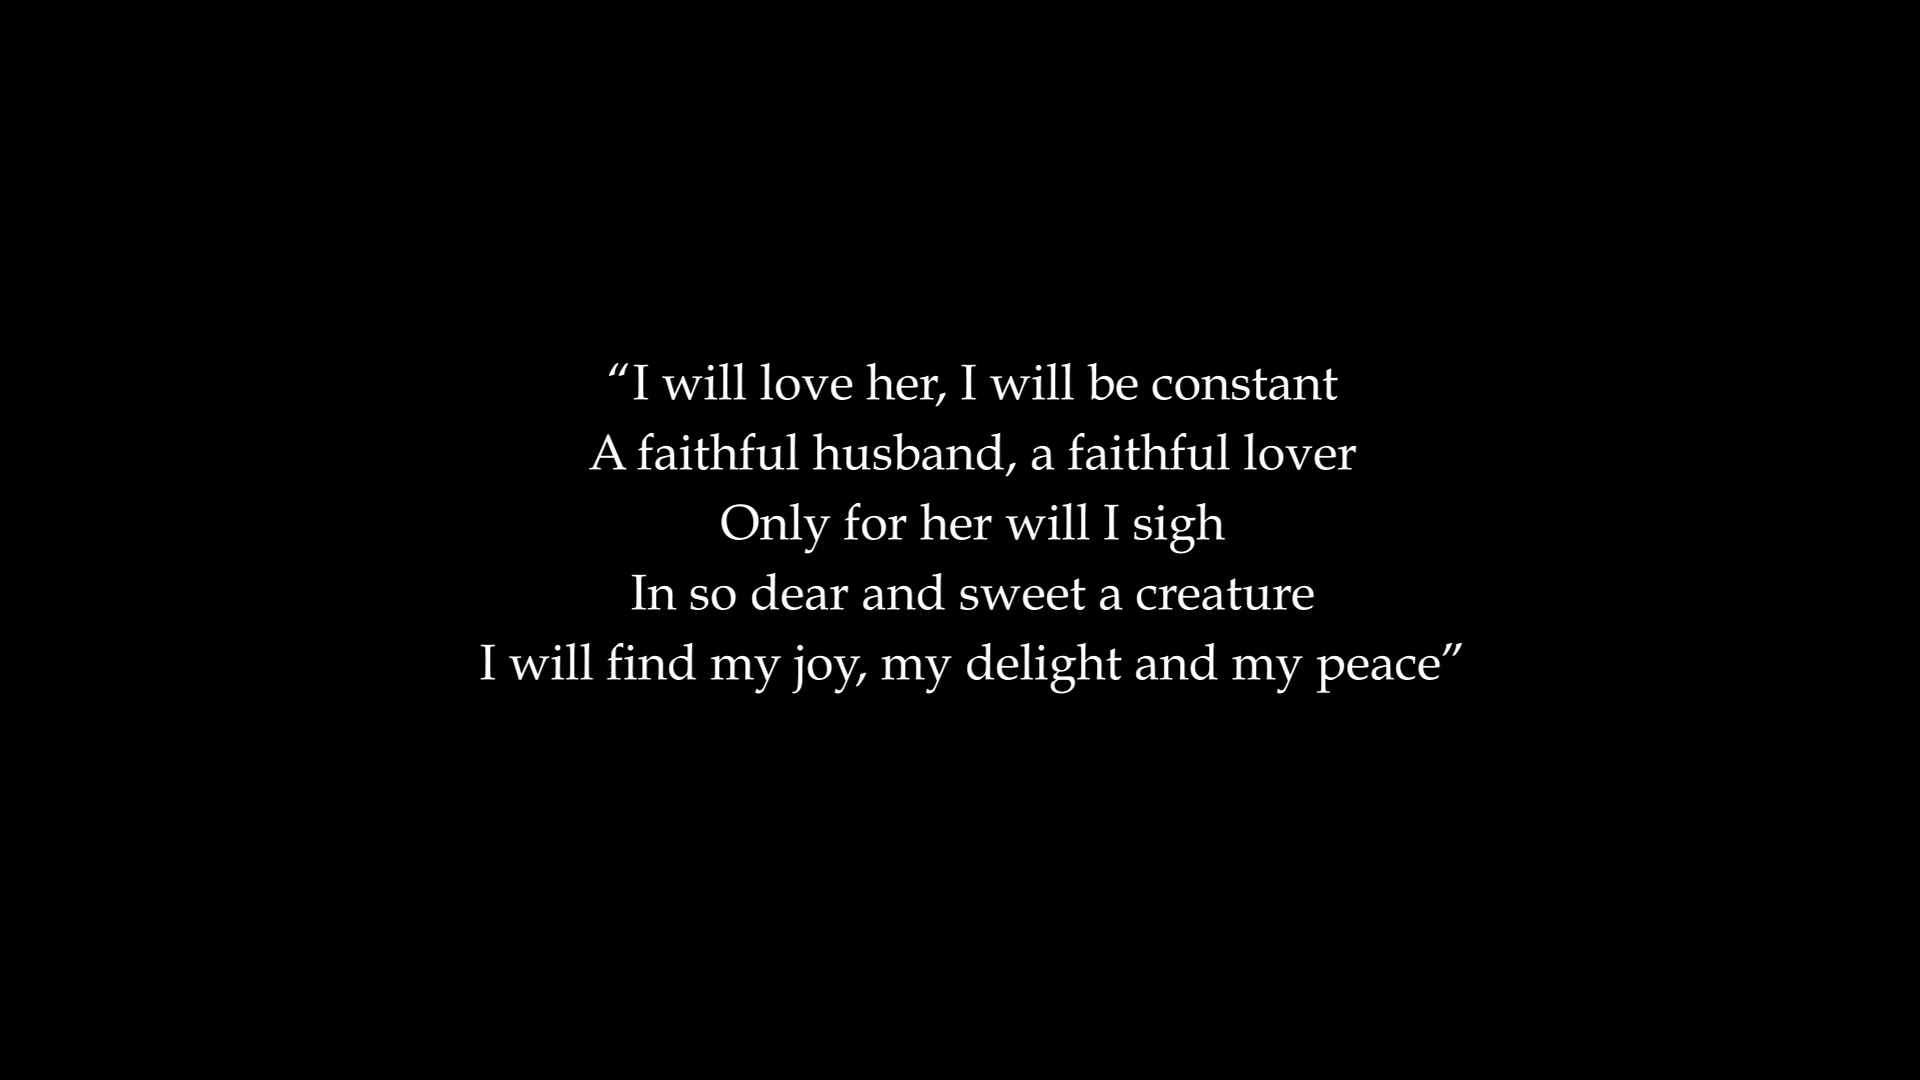 “I will love her, I will be constant
A faithful husband, a faithful lover
Only for her will I sigh
In so dear and sweet a creature
I will find my joy, my delight and my peace”